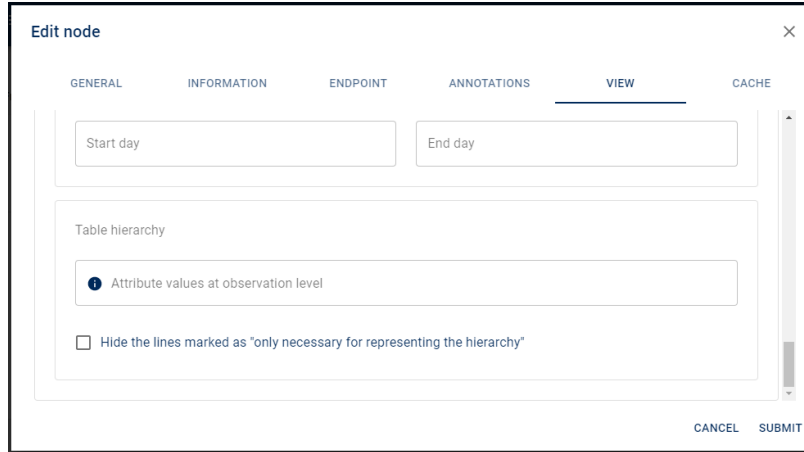 Edit node
GENERAL INFORMATION ENDPOINT ANNOTATIONS VIEW CACHE
Start day End day
Table hierarchy
Attribute values at observation level
Hide the lines marked as "only necessary for representing the hierarchy"
CANCEL SUBMIT